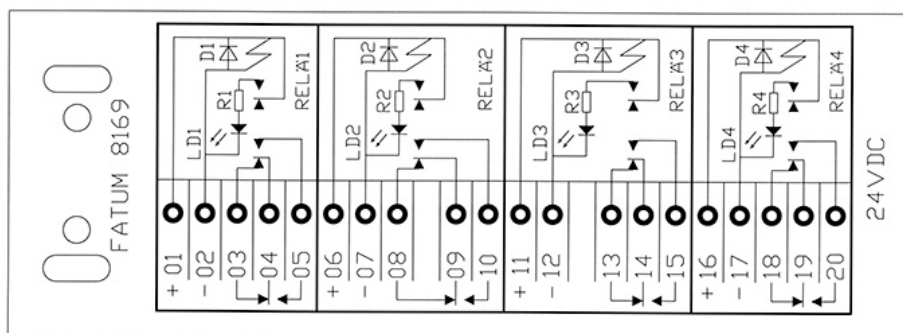 FATUM 8169
D1
R1
LD1
RELÄ1
D2
R2
LD2
RELÄ2
D3
R3
LD3
RELÄ3
D4
R4
LD4
RELÄ4
+ 01
- 02
03
04
05
+ 06
- 07
08
09
10
+ 11
- 12
13
14
15
+ 16
- 17
18
19
20
24VDC